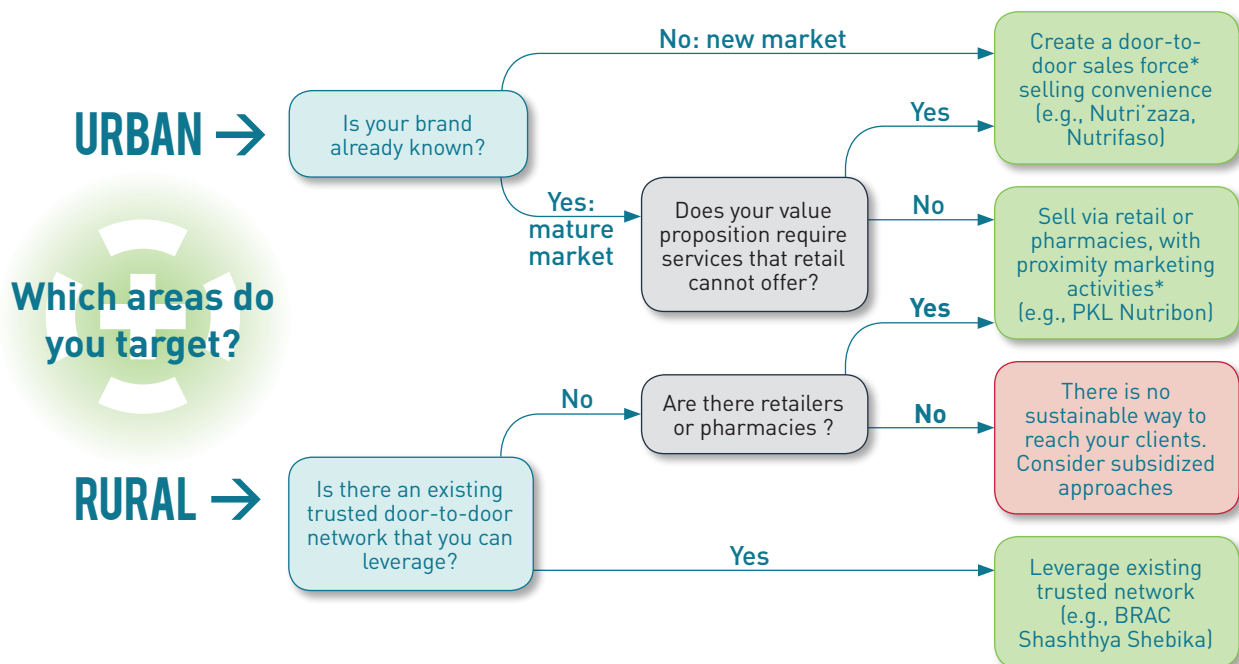 Which areas do
you target?
URBAN
Is your brand
already known?
No: new market
Yes:
mature
market
Does your value
proposition require
services that retail
cannot offer?
Yes
No
Create a door-to-
door sales force*
selling convenience
(e.g., Nutri’zaza,
Nutrifaso)
Sell via retail or
pharmacies, with
proximity marketing
activities*
(e.g., PKL Nutribon)
RURAL
Is there an existing
trusted door-to-door
network that you can
leverage?
No
Are there retailers
or pharmacies ?
Yes
No
There is no
sustainable way to
reach your clients.
Consider subsidized
approaches
Yes
Leverage existing
trusted network
(e.g., BRAC
Shashthya Shebika)